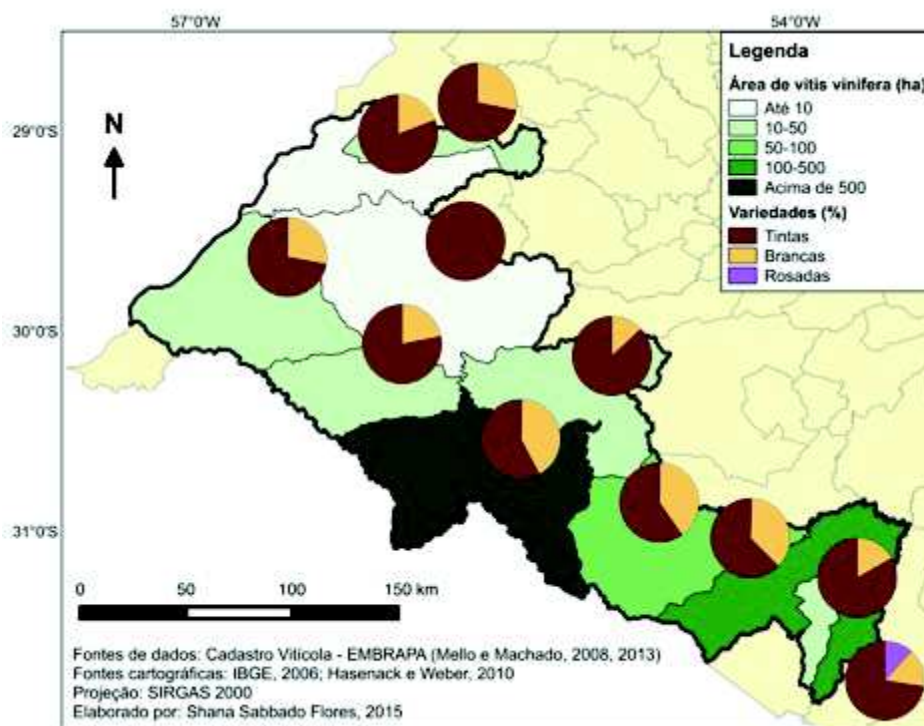 57°0'W
54°0'W
29°0'S
30°0'S
31°0'S
N
Legenda
Área de vitis vinifera (ha)
Até 10
10-50
50-100
100-500
Acima de 500
Variedades (%)
Tintas
Brancas
Rosadas
0 50 100 150 km
Fontes de dados: Cadastro Vitícola - EMBRAPA (Mello e Machado, 2008, 2013)
Fontes cartográficas: IBGE, 2006; Hasenack e Weber, 2010
Projeção: SIRGAS 2000
Elaborado por: Shana Sabbado Flores, 2015